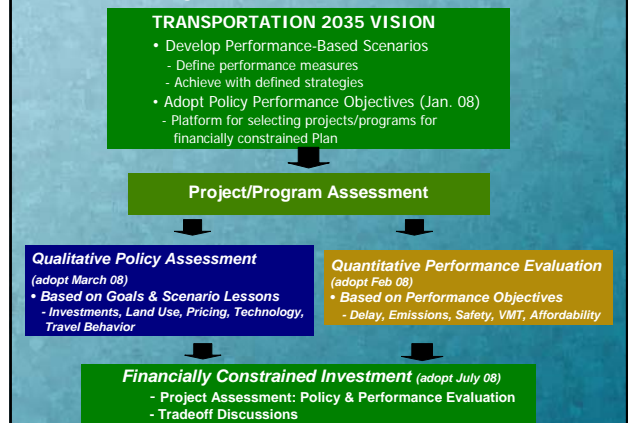 TRANSPORTATION 2035 VISION
• Develop Performance-Based Scenarios
- Define performance measures
- Achieve with defined strategies
• Adopt Policy Performance Objectives (Jan. 08)
- Platform for selecting projects/programs for
financially constrained Plan
Project/Program Assessment
Qualitative Policy Assessment
(adopt March 08)
• Based on Goals & Scenario Lessons
- Investments, Land Use, Pricing, Technology,
Travel Behavior
Quantitative Performance Evaluation
(adopt Feb 08)
• Based on Performance Objectives
- Delay, Emissions, Safety, VMT, Affordability
Financially Constrained Investment (adopt July 08)
- Project Assessment: Policy & Performance Evaluation
- Tradeoff Discussions